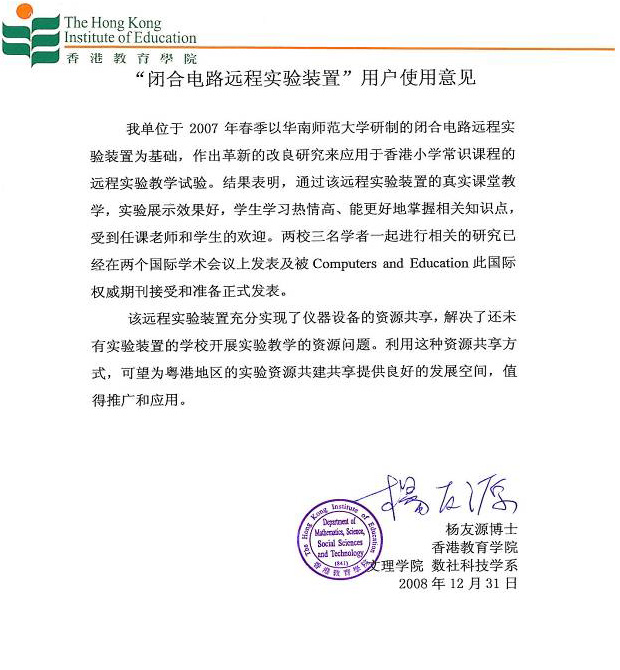 The Hong Kong
Institute of Education
香港教育學院
“闭合电路远程实验装置”用户使用意见
我单位于 2007 年春季以华南师范大学研制的闭合电路远程实
验装置为基础，作出革新的改良研究来应用于香港小学常识课程的
远程实验教学试验。结果表明，通过该远程实验装置的真实课堂教
学，实验展示效果好，学生学习热情高、能更好地掌握相关知识点，
受到任课老师和学生的欢迎。两校三名学者一起进行相关的研究已
经在两个国际学术会议上发表及被 Computers and Education 此国际
权威期刊接受和准备正式发表。
该远程实验装置充分实现了仪器设备的资源共享，解决了还未
有实验装置的学校开展实验教学的资源问题。利用这种资源共享方
式，可望为粤港地区的实验资源共建共享提供良好的发展空间，值
得推广和应用。
楊友源
The Hong Kong Institute of Education
Department of
Mathematics, Science,
Social Sciences
and Technology
(841)
香港教育學院
杨友源博士
香港教育学院
文理学院 数社科技学系
2008 年 12 月 31 日